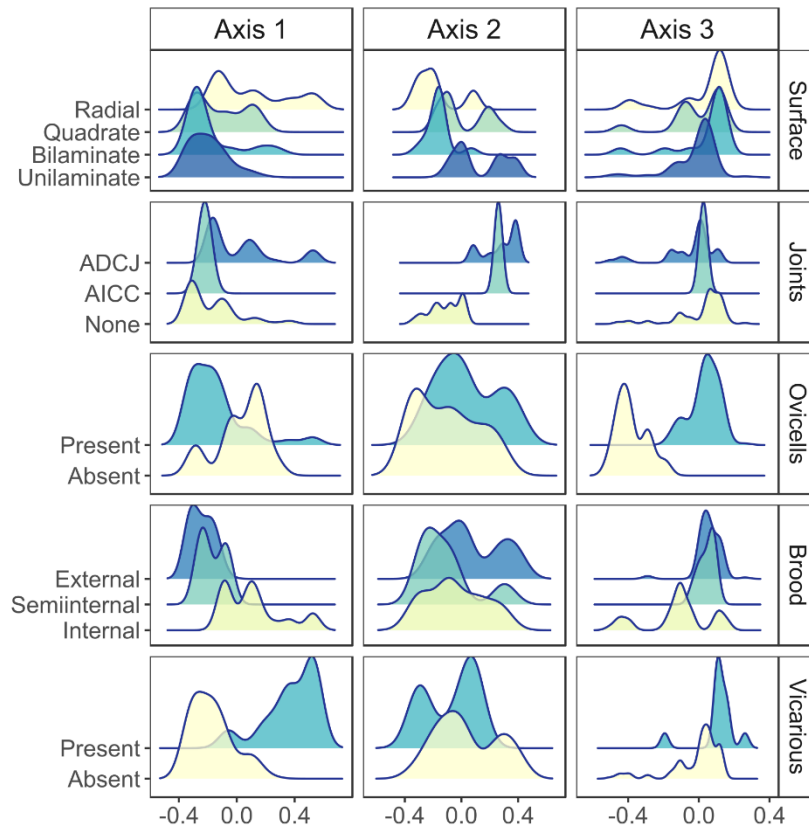 Axis 1 Axis 2 Axis 3
Surface
Radial
Quadrate
Bilaminate
Unilaminate
Joints
ADCJ
AICC
None
Ovicells
Present
Absent
Brood
External
Semiinternal
Internal
Vicarious
Present
Absent
-0.4 0.0 0.4 -0.4 0.0 0.4 -0.4 0.0 0.4